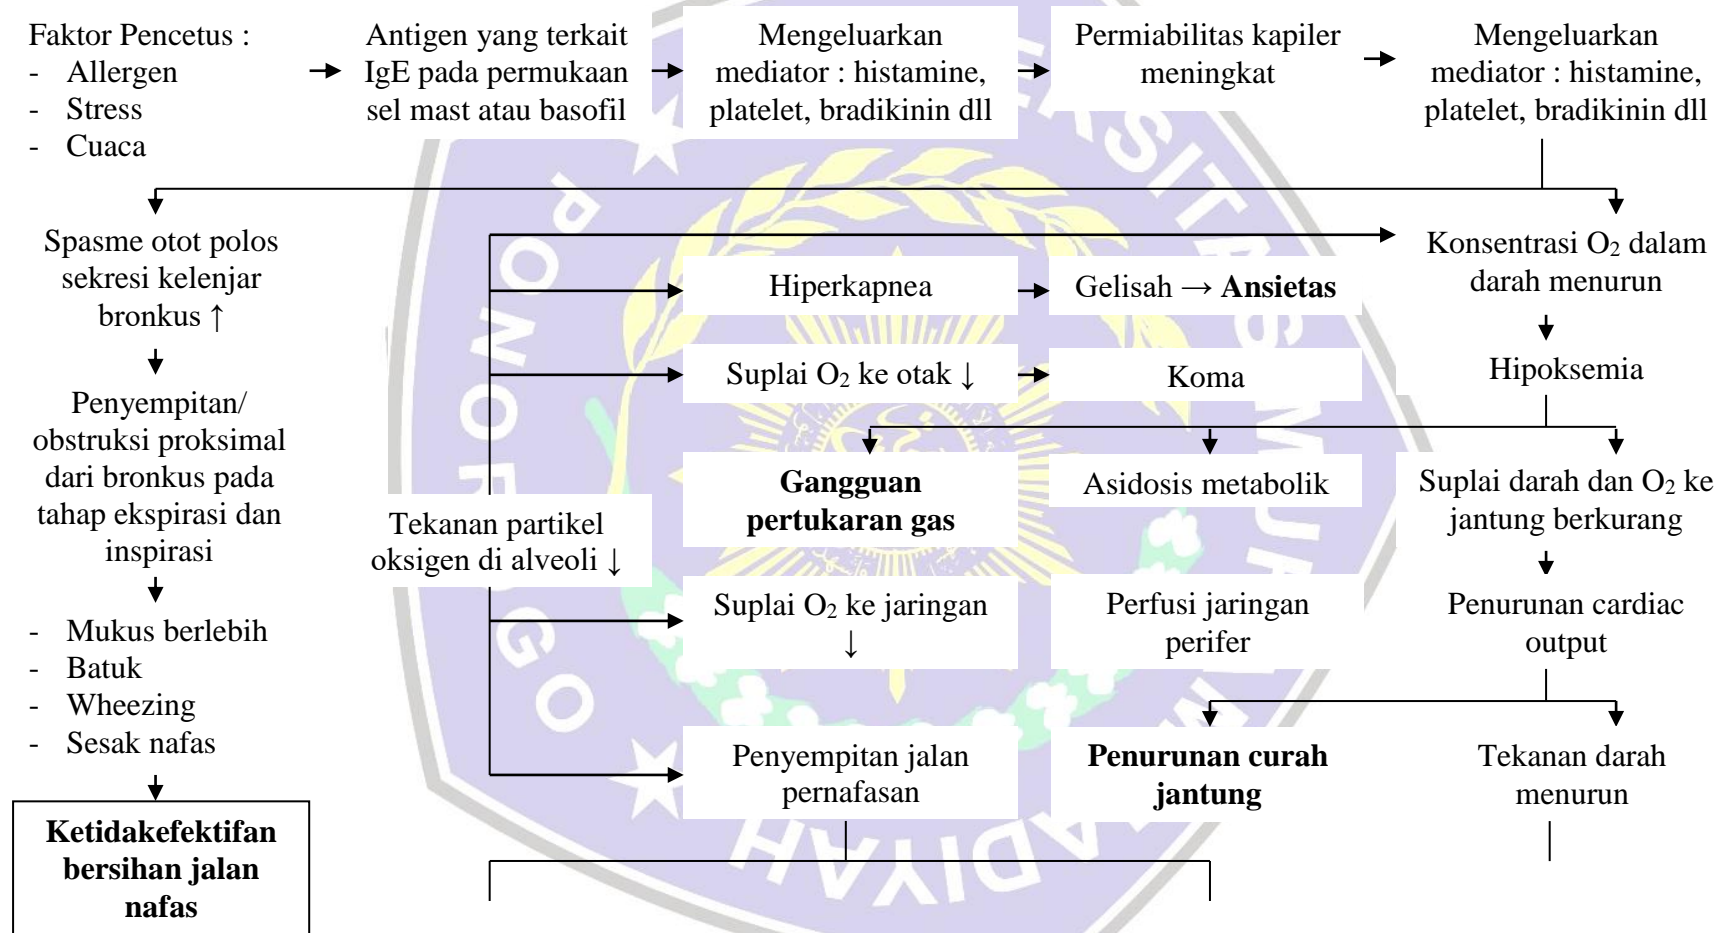 Faktor Pencetus :
- Allergen
- Stress
- Cuaca
Antigen yang terkait
IgE pada permukaan
sel mast atau basofil
Mengeluarkan
mediator : histamine,
platelet, bradikinin dll
Permiabilitas kapiler
meningkat
Mengeluarkan
mediator : histamine,
platelet, bradikinin dll
Spasme otot polos
sekresi kelenjar
bronkus ↑
Penyempitan/
obstruksi proksimal
dari bronkus pada
tahap ekspirasi dan
inspirasi
- Mukus berlebih
- Batuk
- Wheezing
- Sesak nafas
Ketidakefektifan
bersihan jalan
nafas
Tekanan partikel
oksigen di alveoli ↓
Hiperkapnea
Gelisah → Ansietas
Suplai O₂ ke otak ↓
Koma
Konsentrasi O₂ dalam
darah menurun
Hipoksemia
Gangguan
pertukaran gas
Asidosis metabolik
Suplai darah dan O₂ ke
jantung berkurang
Suplai O₂ ke jaringan
↓
Perfusi jaringan
perifer
Penurunan cardiac
output
Penyempitan jalan
pernafasan
Penurunan curah
jantung
Tekanan darah
menurun
PONOROGO